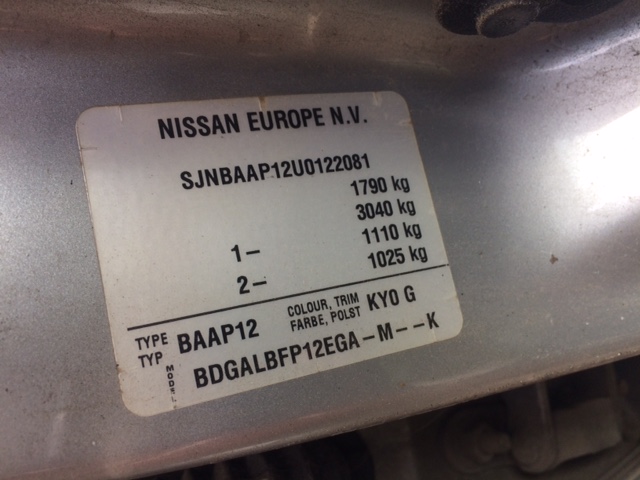 NISSAN EUROPE N.V.
SJNBAAP12U0122081
1790 kg
3040 kg
1- 1110 kg
2- 1025 kg
TYPE TYP BAAP12 COLOUR, TRIM FARBE, POLST KY0 G
MODEL BDGALBFP12EGA-M--K